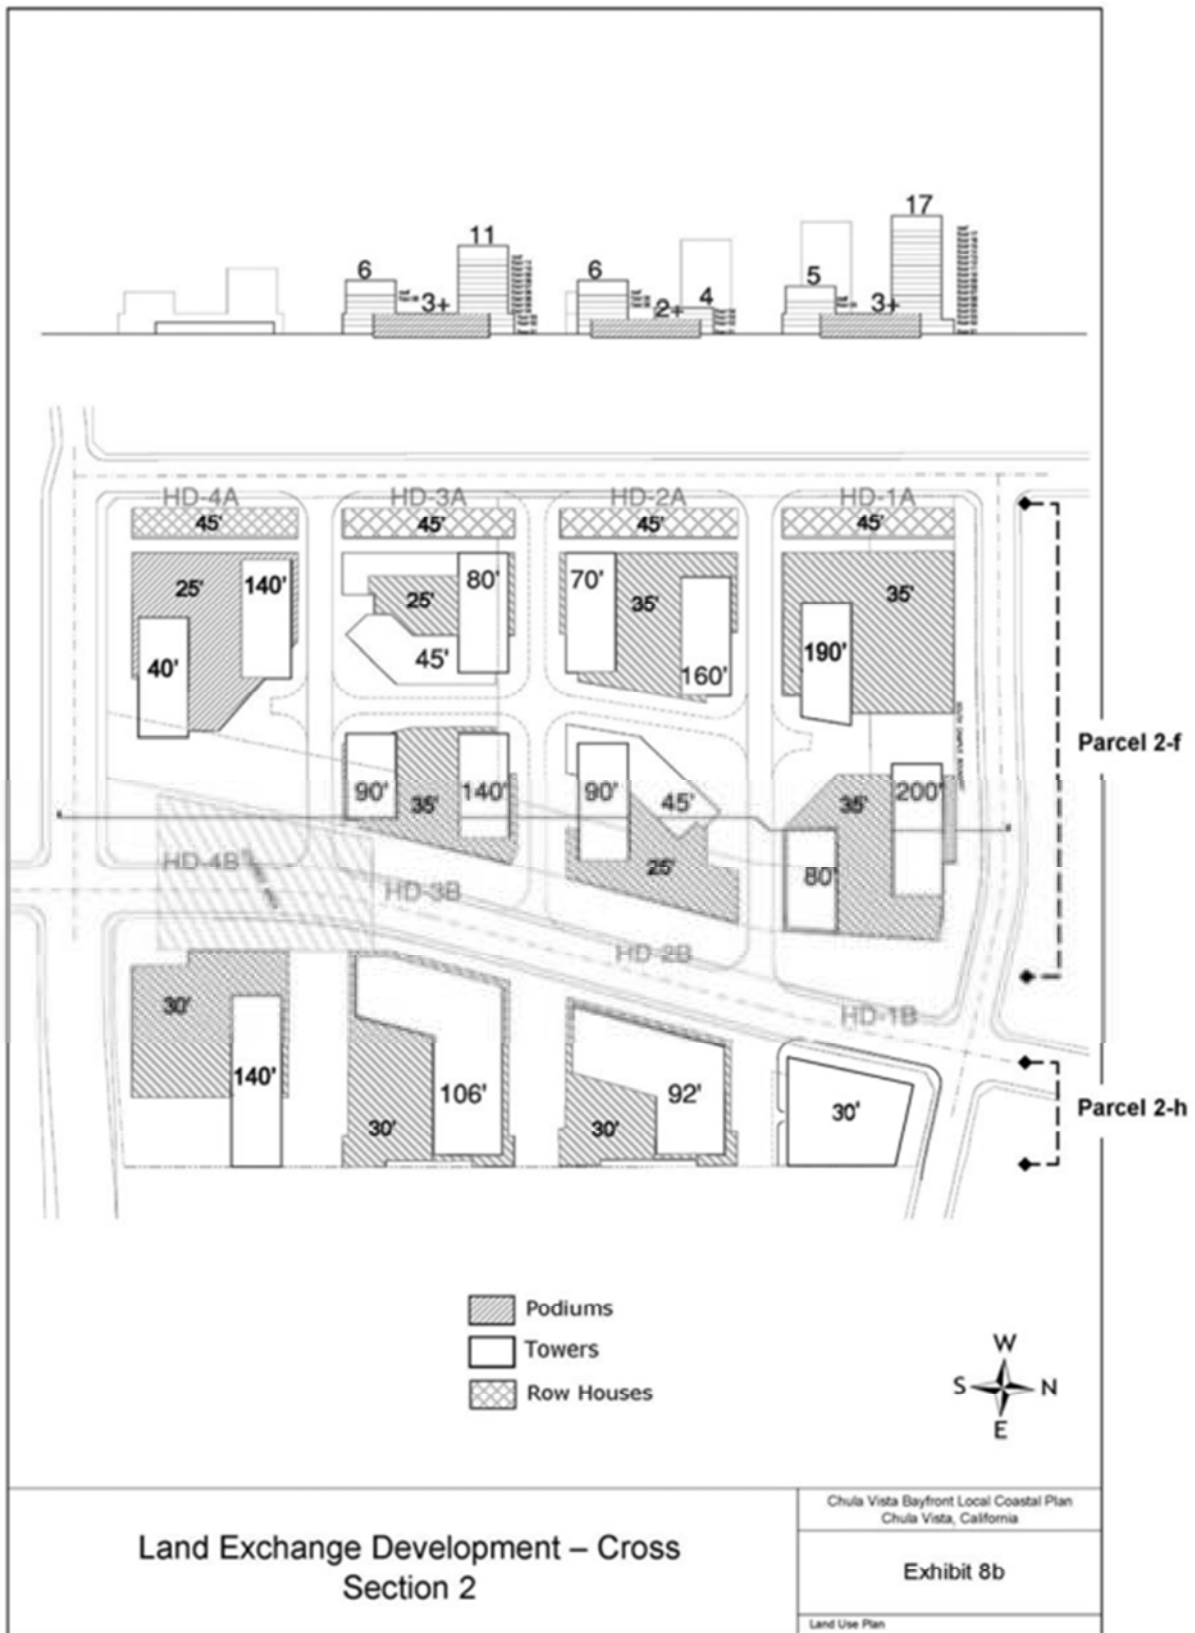 17
11
6
6
5
3+
2+
4
3+
HD-4A
HD-3A
HD-2A
HD-1A
45'
45'
45'
45'
25'
140'
80'
70'
35'
35'
25'
40'
45'
160'
190'
Parcel 2-f
90'
35'
140'
90'
45'
35'
200'
HD-4B
25'
80'
HD-3B
HD-2B
30'
HD-1B
140'
106'
92'
30'
Parcel 2-h
30'
30'
Podiums
Towers
Row Houses
W
S
N
E
Land Exchange Development – Cross
Section 2
Chula Vista Bayfront Local Coastal Plan
Chula Vista, California
Exhibit 8b
Land Use Plan